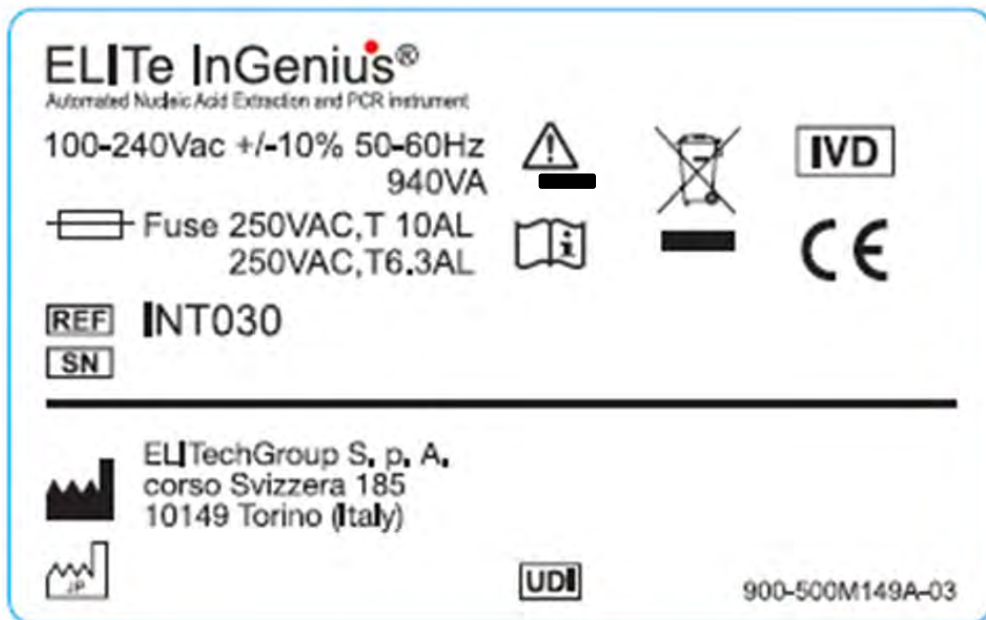 ELITe InGenius®
Automated Nucleic Acid Extraction and PCR instrument
100-240Vac +/-10% 50-60Hz
940VA
IVD
Fuse 250VAC,T 10AL
250VAC,T6.3AL
CE
REF INT030
SN
ELITechGroup S. p. A.
corso Svizzera 185
10149 Torino (Italy)
JP
UDI
900-500M149A-03